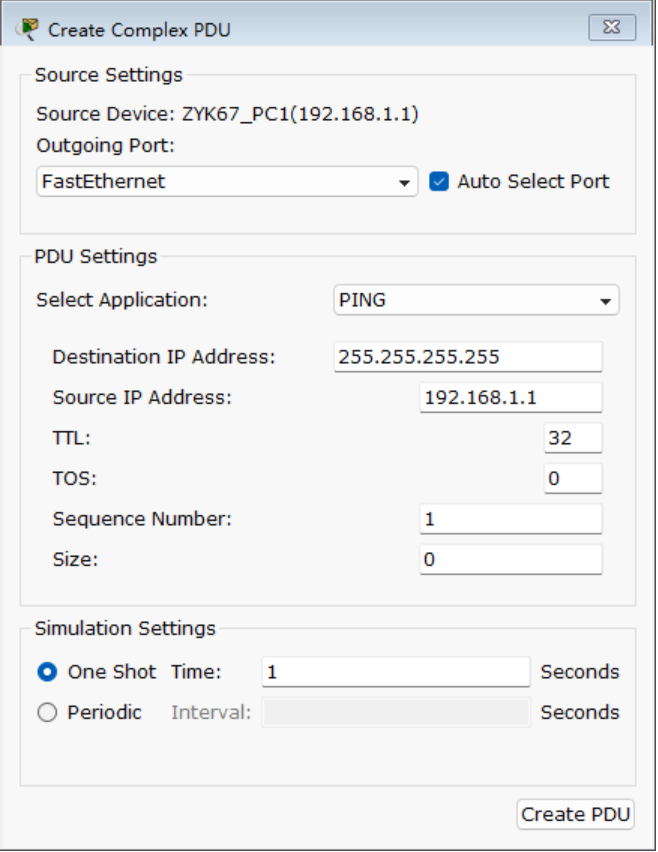 Create Complex PDU
Source Settings
Source Device: ZYK67_PC1(192.168.1.1)
Outgoing Port:
FastEthernet Auto Select Port
PDU Settings
Select Application: PING
Destination IP Address: 255.255.255.255
Source IP Address: 192.168.1.1
TTL: 32
TOS: 0
Sequence Number: 1
Size: 0
Simulation Settings
One Shot Time: 1 Seconds
Periodic Interval: Seconds
Create PDU